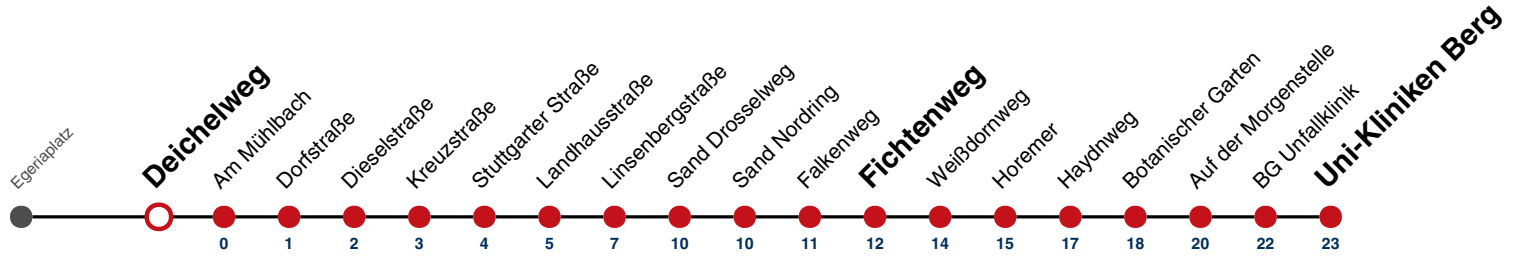 Egeriaplatz
Deichelweg
Am Mühlbach
Dorfstraße
Dieselstraße
Kreuzstraße
Stuttgarter Straße
Landhausstraße
Linsenbergstraße
Sand Drosselweg
Sand Nordring
Falkenweg
Fichtenweg
Weißdornweg
Horemer
Haydnweg
Botanischer Garten
Auf der Morgenstelle
BG Unfallklinik
Uni-Kliniken Berg
0 1 2 3 4 5 7 10 10 11 12 14 15 17 18 20 22 23